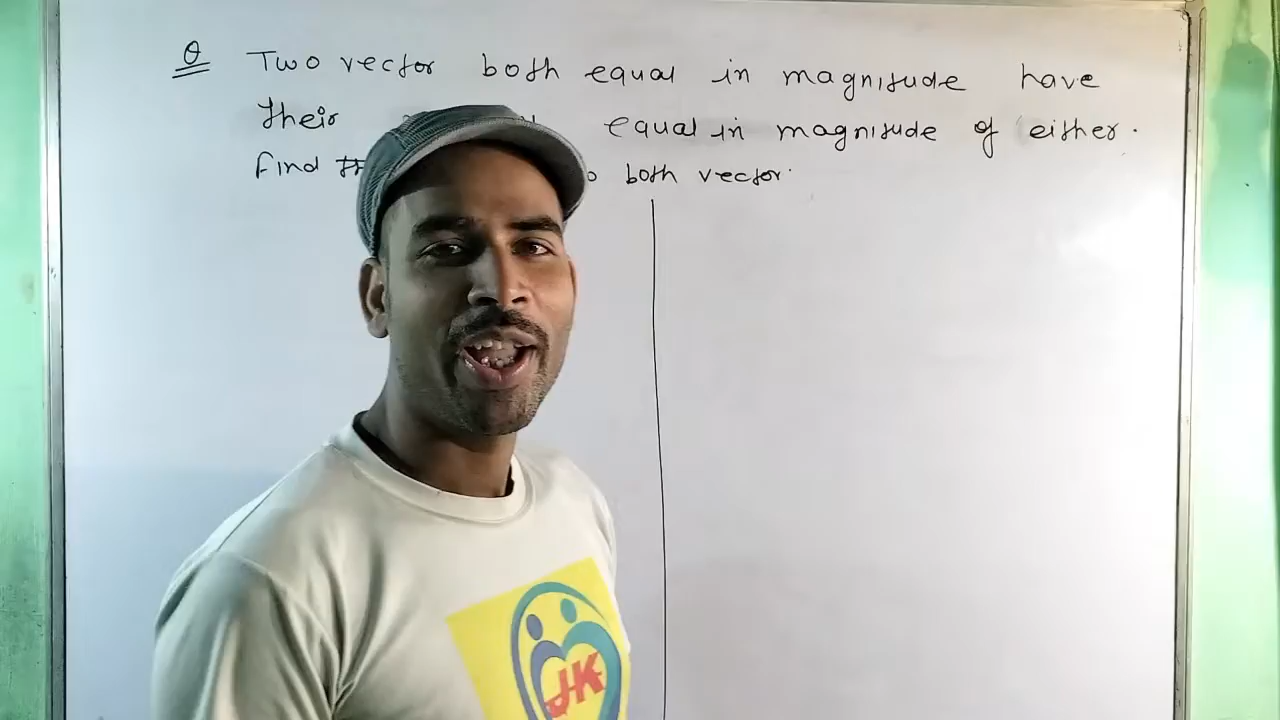 Q Two vector both equal in magnitude have
their equal in magnitude of either.
Find both vector.
JK